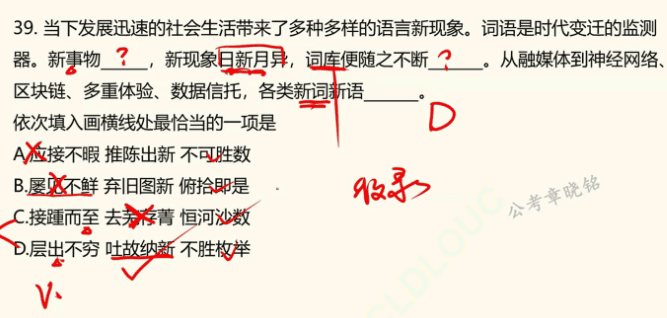 39. 当下发展迅速的社会生活带来了多种多样的语言新现象。词语是时代变迁的监测
器。新事物______，新现象日新月异，词库便随之不断______。从融媒体到神经网络、
区块链、多重体验、数据信托，各类新词新语______。
? ?
依次填入画横线处最恰当的一项是
D
A.应接不暇 推陈出新 不可胜数
B.屡见不鲜 弃旧图新 俯拾即是
收录
公考章晓铭
C.接踵而至 去芜存菁 恒河沙数
D.层出不穷 吐故纳新 不胜枚举
V.